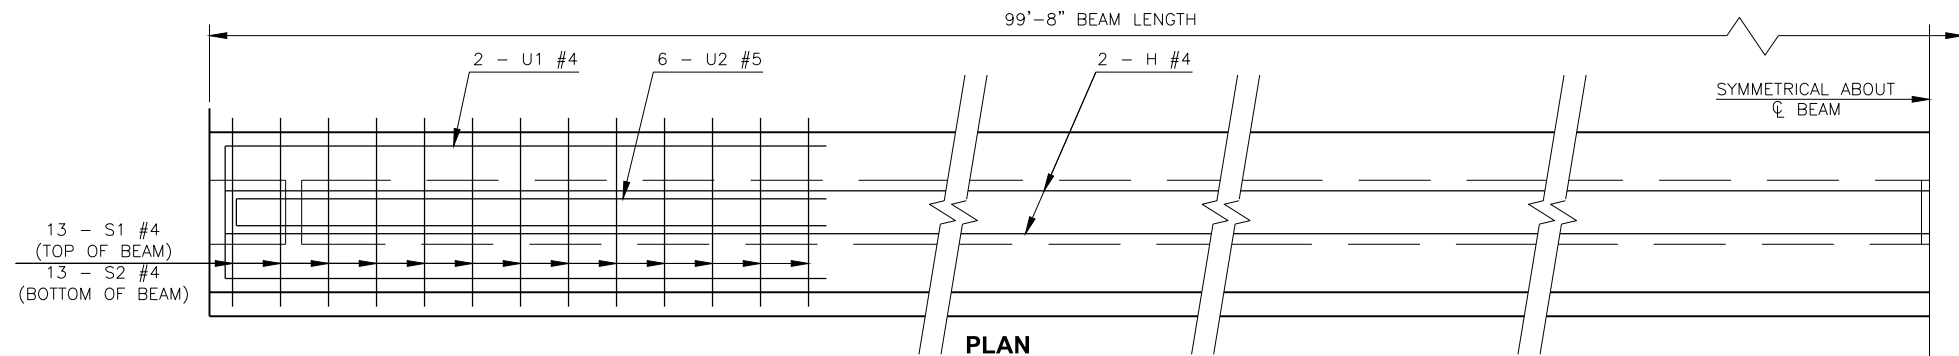 99'-8" BEAM LENGTH
2 - U1 #4
6 - U2 #5
2 - H #4
SYMMETRICAL ABOUT
℄ BEAM
13 - S1 #4
(TOP OF BEAM)
13 - S2 #4
(BOTTOM OF BEAM)
PLAN